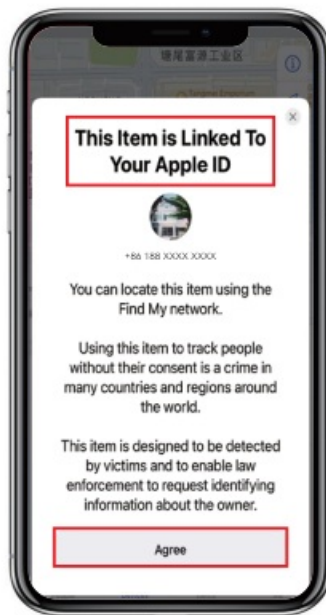 塘尾富源工业区
This Item is Linked To
Your Apple ID
+86 188 XXXX XXXX
You can locate this item using the
Find My network.
Using this item to track people
without their consent is a crime in
many countries and regions around
the world.
This item is designed to be detected
by victims and to enable law
enforcement to request identifying
information about the owner.
Agree